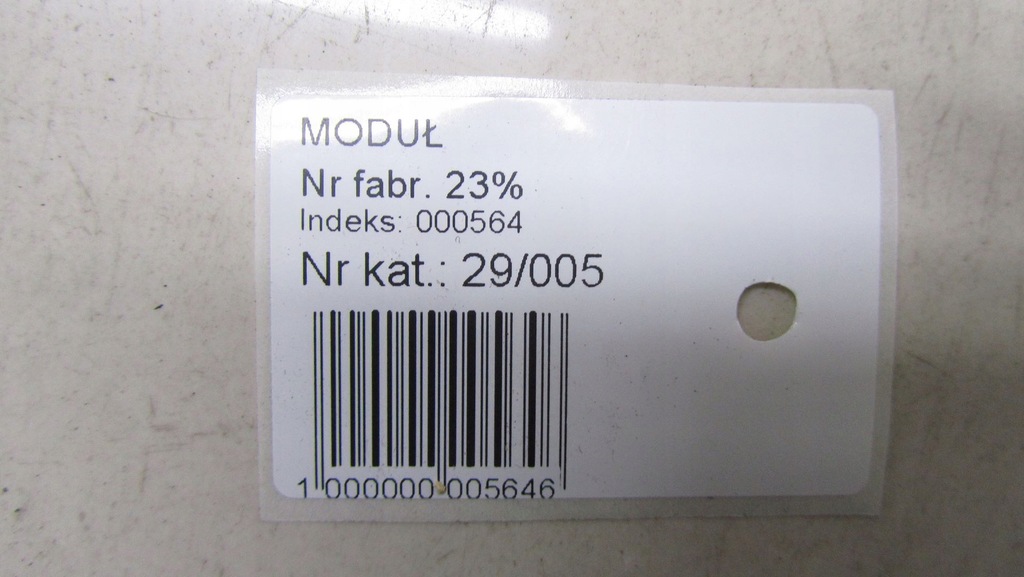 MODUŁ
Nr fabr. 23%
Indeks: 000564
Nr kat.: 29/005
1 000000 005646